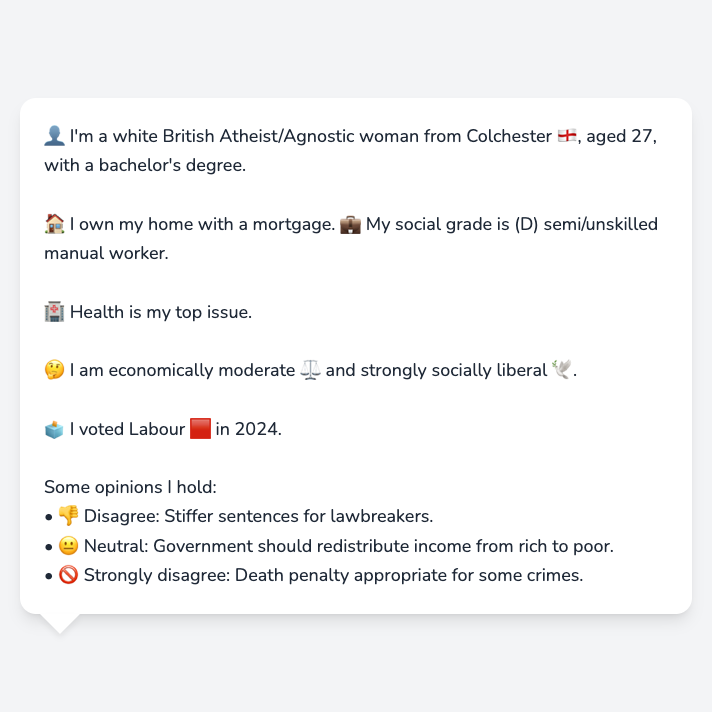 👤 I'm a white British Atheist/Agnostic woman from Colchester 🏴󠁧󠁢󠁥󠁮󠁧󠁿, aged 27,
with a bachelor's degree.
🏠 I own my home with a mortgage. 💼 My social grade is (D) semi/unskilled
manual worker.
🏥 Health is my top issue.
🤔 I am economically moderate ⚖️ and strongly socially liberal 🕊️.
🗳️ I voted Labour 🟥 in 2024.
Some opinions I hold:
• 👎 Disagree: Stiffer sentences for lawbreakers.
• 😐 Neutral: Government should redistribute income from rich to poor.
• 🚫 Strongly disagree: Death penalty appropriate for some crimes.